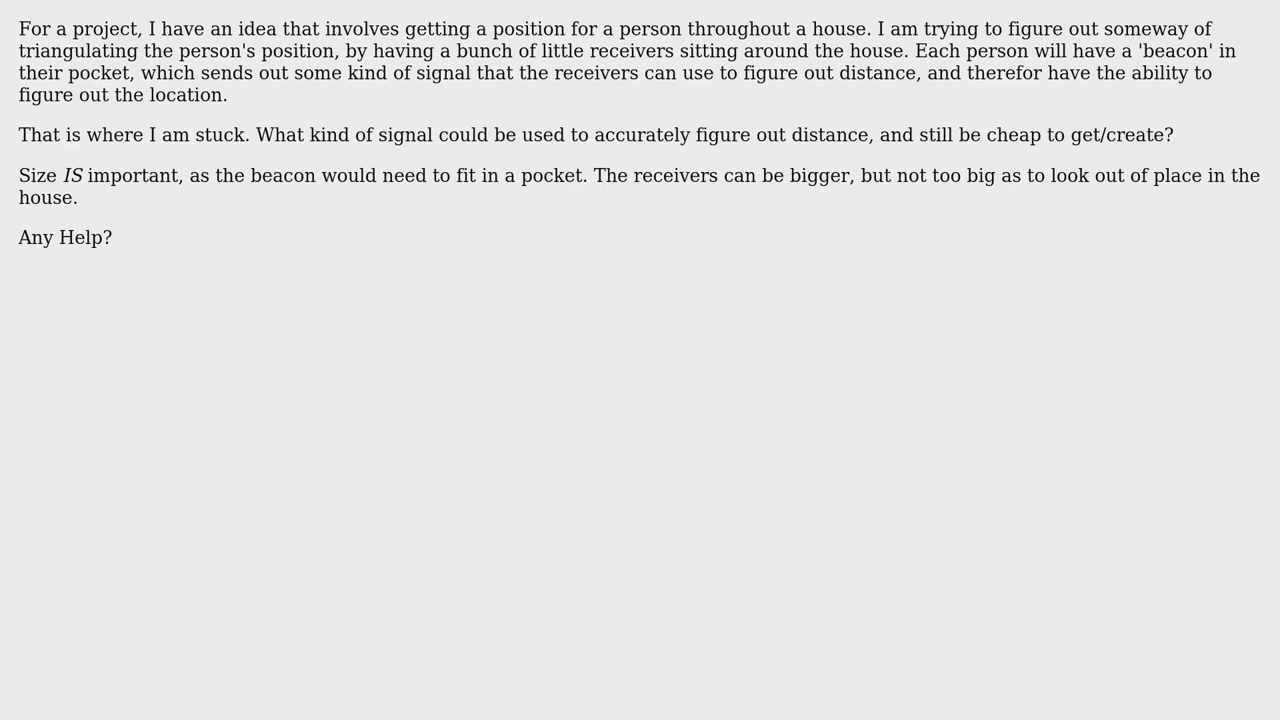 For a project, I have an idea that involves getting a position for a person throughout a house. I am trying to figure out someway of
triangulating the person's position, by having a bunch of little receivers sitting around the house. Each person will have a 'beacon' in
their pocket, which sends out some kind of signal that the receivers can use to figure out distance, and therefor have the ability to
figure out the location.
That is where I am stuck. What kind of signal could be used to accurately figure out distance, and still be cheap to get/create?
Size IS important, as the beacon would need to fit in a pocket. The receivers can be bigger, but not too big as to look out of place in the
house.
Any Help?